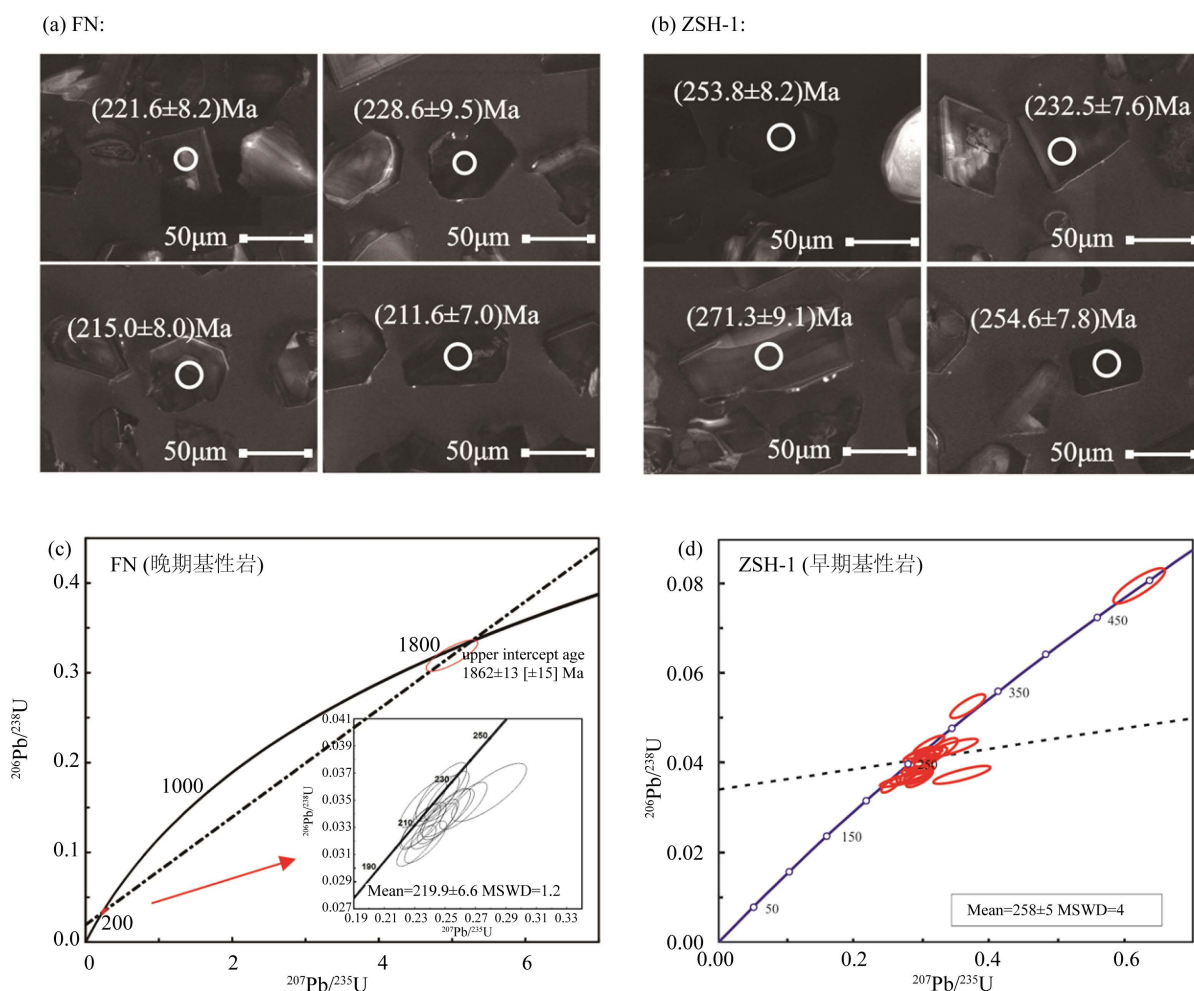 (a) FN:
(221.6±8.2)Ma
50μm
(228.6±9.5)Ma
50μm
(215.0±8.0)Ma
50μm
(211.6±7.0)Ma
50μm
(b) ZSH-1:
(253.8±8.2)Ma
50μm
(232.5±7.6)Ma
50μm
(271.3±9.1)Ma
50μm
(254.6±7.8)Ma
50μm
(c)
FN (晚期基性岩)
0.4
0.3
0.2
0.1
0.0
²⁰⁶Pb/²³⁸U
1800
upper intercept age
1862±13 [±15] Ma
1000
200
0.041
0.039
0.037
0.035
0.033
0.031
0.029
0.027
²⁰⁶Pb/²³⁸U
250
230
210
190
Mean=219.9±6.6 MSWD=1.2
0.19
0.21
0.23
0.25
0.27
0.29
0.31
0.33
²⁰⁷Pb/²³⁵U
0
2
4
6
²⁰⁷Pb/²³⁵U
(d)
ZSH-1 (早期基性岩)
0.08
0.06
0.04
0.02
0.00
²⁰⁶Pb/²³⁸U
450
350
250
150
50
Mean=258±5 MSWD=4
0.00
0.2
0.4
0.6
²⁰⁷Pb/²³⁵U